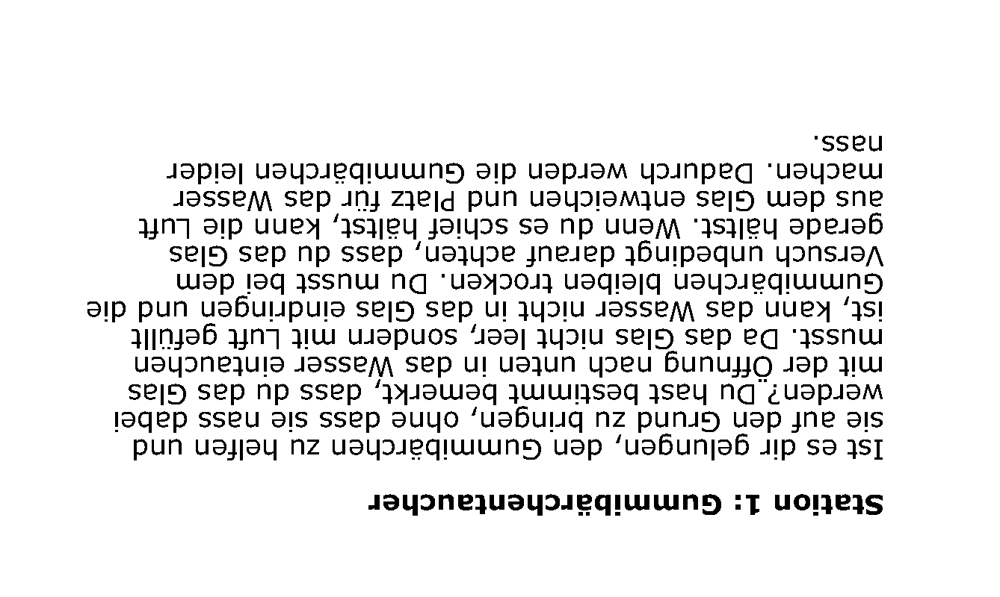 Station 1: Gummibärchentaucher
Ist es dir gelungen, den Gummibärchen zu helfen und
sie auf den Grund zu bringen, ohne dass sie nass dabei
werden? Du hast bestimmt bemerkt, dass du das Glas
mit der Öffnung nach unten in das Wasser eintauchen
musst. Da das Glas nicht leer, sondern mit Luft gefüllt
ist, kann das Wasser nicht in das Glas eindringen und die
Gummibärchen bleiben trocken. Du musst bei dem
Versuch unbedingt darauf achten, dass du das Glas
gerade hältst. Wenn du es schief hältst, kann die Luft
aus dem Glas entweichen und Platz für das Wasser
machen. Dadurch werden die Gummibärchen leider
nass.